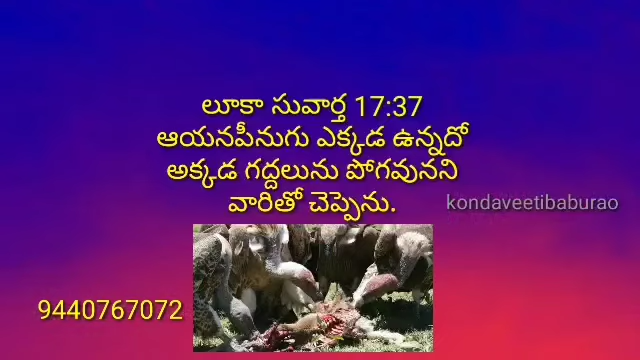 లూకా సువార్త 17:37
ఆయనపీనుగు ఎక్కడ ఉన్నదో
అక్కడ గద్దలును పోగవునని
వారితో చెప్పెను.
kondaveetibaburao
9440767072